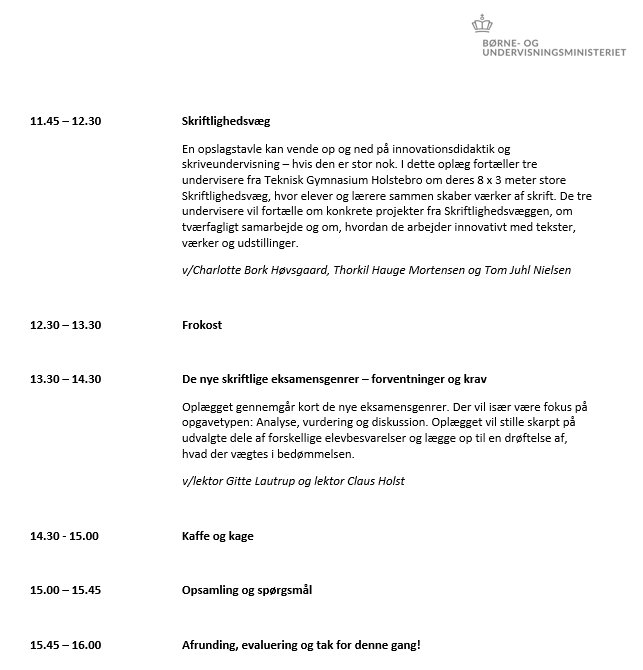 BØRNE- OG
UNDERVISNINGSMINISTERIET
11.45 – 12.30 Skriftlighedsvæg
En opslagstavle kan vende op og ned på innovationsdidaktik og
skriveundervisning – hvis den er stor nok. I dette oplæg fortæller tre
undervisere fra Teknisk Gymnasium Holstebro om deres 8 x 3 meter store
Skriftlighedsvæg, hvor elever og lærere sammen skaber værker af skrift. De tre
undervisere vil fortælle om konkrete projekter fra Skriftlighedsvæggen, om
tværfagligt samarbejde og om, hvordan de arbejder innovativt med tekster,
værker og udstillinger.
v/Charlotte Bork Høvsgaard, Thorkil Hauge Mortensen og Tom Juhl Nielsen
12.30 – 13.30 Frokost
13.30 – 14.30 De nye skriftlige eksamensgenrer – forventninger og krav
Oplægget gennemgår kort de nye eksamensgenrer. Der vil især være fokus på
opgavetypen: Analyse, vurdering og diskussion. Oplægget vil stille skarpt på
udvalgte dele af forskellige elevbesvarelser og lægge op til en drøftelse af,
hvad der vægtes i bedømmelsen.
v/lektor Gitte Lautrup og lektor Claus Holst
14.30 - 15.00 Kaffe og kage
15.00 – 15.45 Opsamling og spørgsmål
15.45 – 16.00 Afrunding, evaluering og tak for denne gang!